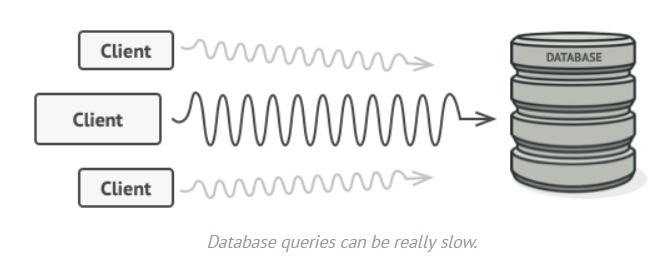 Client
DATABASE
Client
Client
Database queries can be really slow.